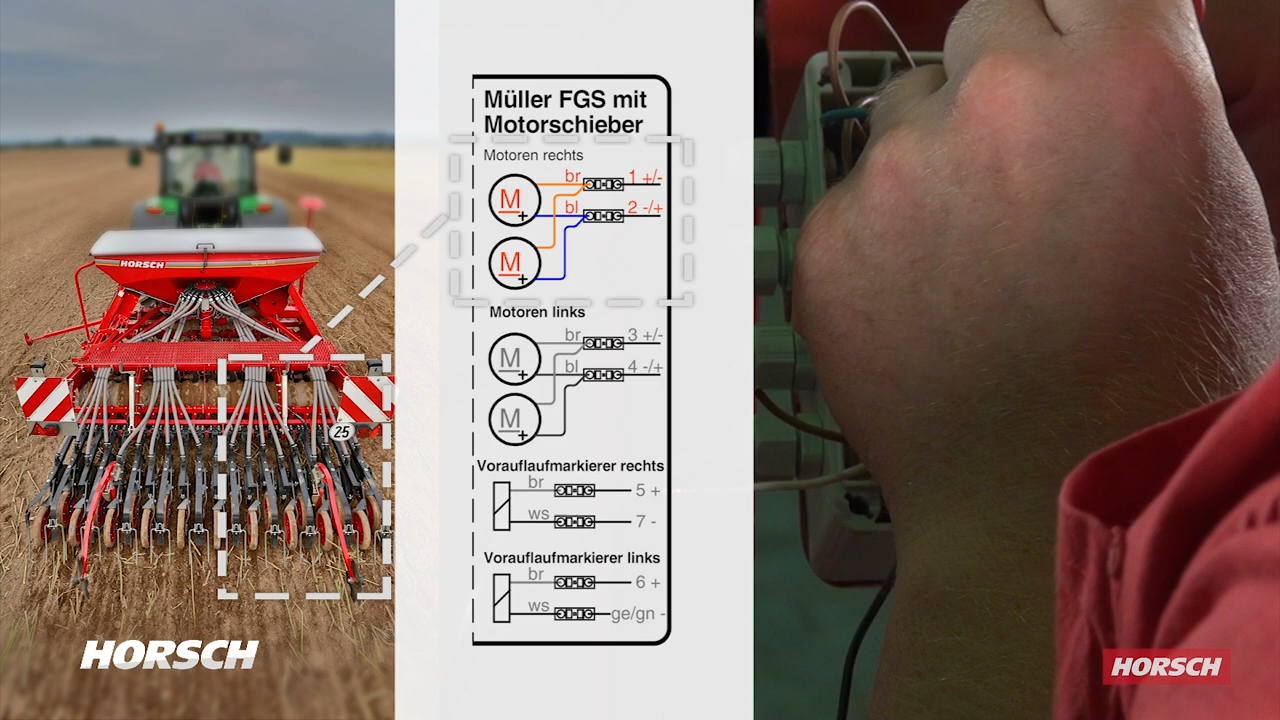 HORSCH
25
HORSCH
Müller FGS mit
Motorschieber
Motoren rechts
M
+
br
1 +/-
bl
2 -/+
M
+
Motoren links
M
+
br
3 +/-
bl
4 -/+
M
+
Vorauflaufmarkierer rechts
br
5 +
ws
7 -
Vorauflaufmarkierer links
br
6 +
ws
ge/gn -
HORSCH